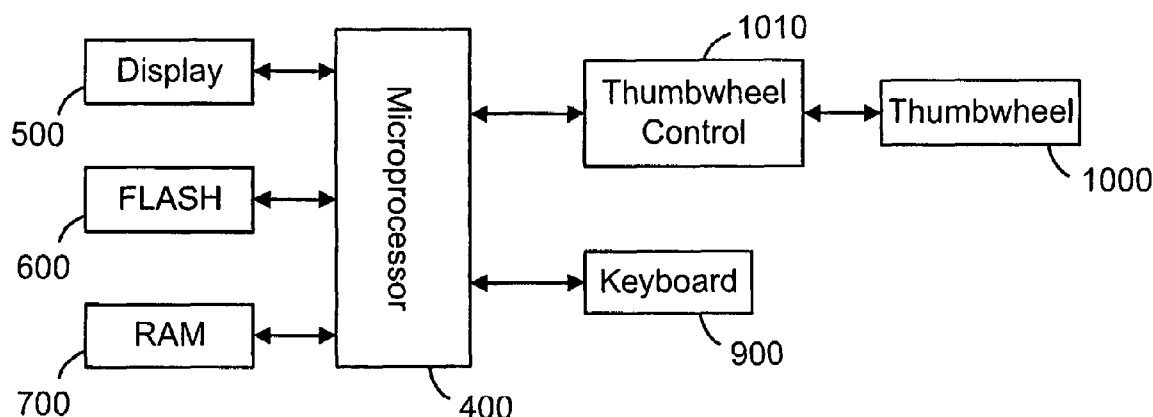 1010
Display
Thumbwheel
Control
Thumbwheel
500
Microprocessor
1000
FLASH
600
Keyboard
RAM
900
700
400